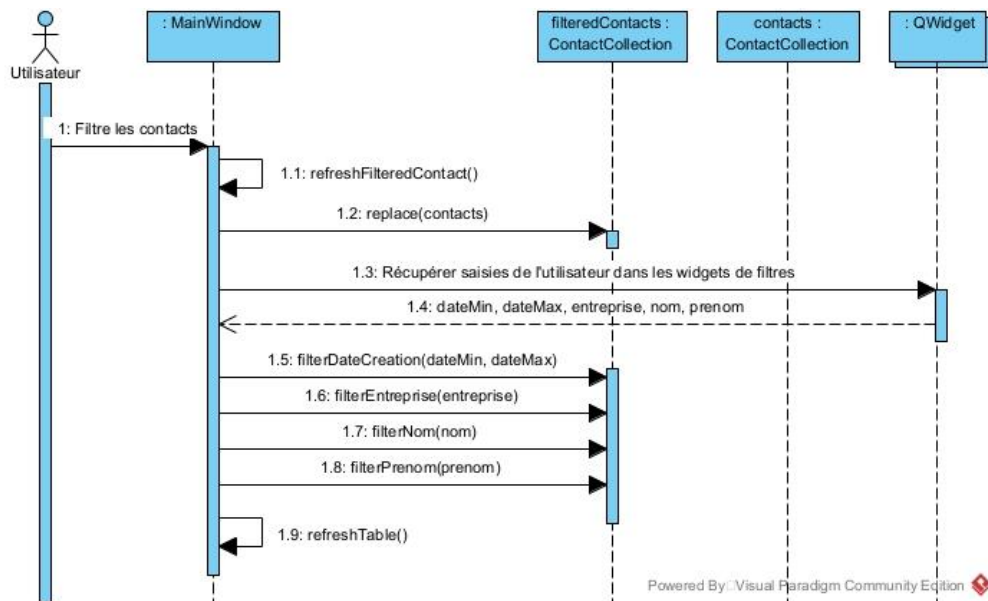 : MainWindow
filteredContacts :
ContactCollection
contacts :
ContactCollection
: QWidget
Utilisateur
1: Filtre les contacts
1.1: refreshFilteredContact()
1.2: replace(contacts)
1.3: Récupérer saisies de l'utilisateur dans les widgets de filtres
1.4: dateMin, dateMax, entreprise, nom, prenom
1.5: filterDateCreation(dateMin, dateMax)
1.6: filterEntreprise(entreprise)
1.7: filterNom(nom)
1.8: filterPrenom(prenom)
1.9: refreshTable()
Powered By Visual Paradigm Community Edition